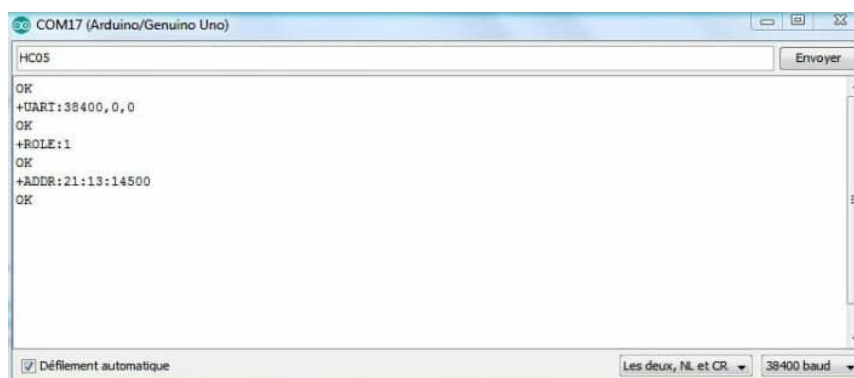 COM17 (Arduino/Genuino Uno)
HC05
Envoyer
OK
+UART:38400,0,0
OK
+ROLE:1
OK
+ADDR:21:13:14500
OK
Défilement automatique
Les deux, NL et CR
38400 baud